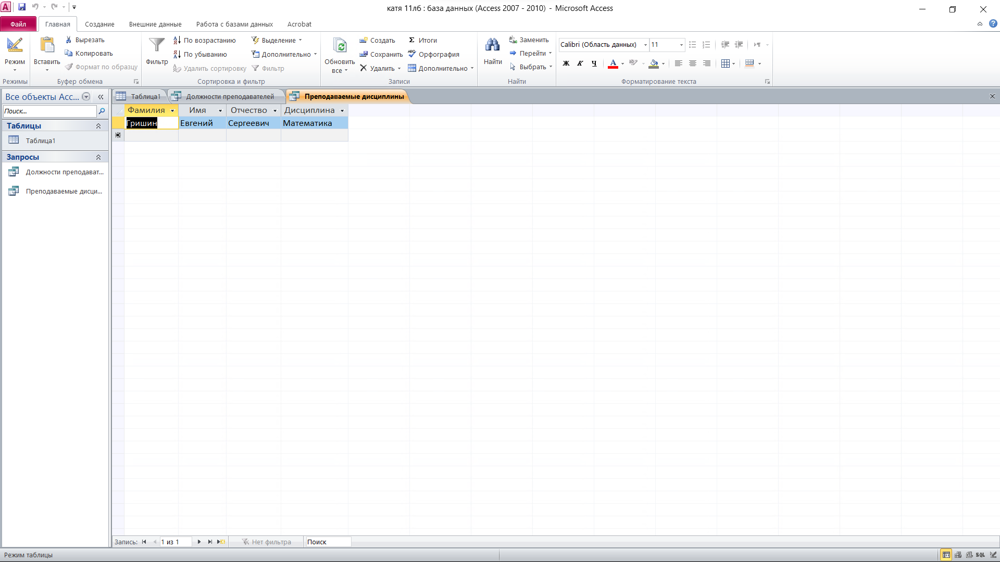 катя 11лб : база данных (Access 2007 - 2010) - Microsoft Access
Файл Главная Создание Внешние данные Работа с базами данных Acrobat
Режим
Режимы
Вставить
Вырезать
Копировать
Формат по образцу
Буфер обмена
Фильтр
По возрастанию
По убыванию
Удалить сортировку
Выделение
Дополнительно
Фильтр
Сортировка и фильтр
Обновить
все
Создать
Сохранить
Удалить
Итоги
Орфография
Дополнительно
Записи
Найти
Заменить
Перейти
Выбрать
Найти
Calibri (Область данных) 11
Ж К Ч А
Форматирование текста
Все объекты Acc...
Поиск...
Таблицы
Таблица1
Запросы
Должности преподават...
Преподаваемые дисци...
Таблица1 Должности преподавателей Преподаваемые дисциплины
Фамилия Имя Отчество Дисциплина
Гришин Евгений Сергеевич Математика
Запись: 1 из 1 Нет фильтра Поиск
Режим таблицы SQL